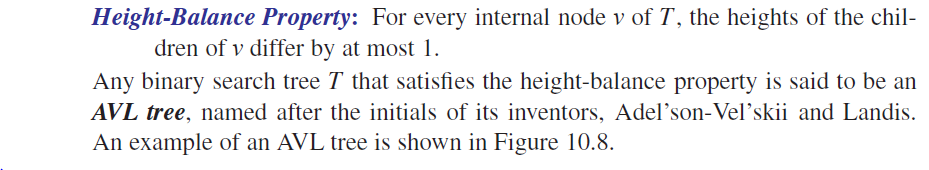 Height-Balance Property: For every internal node v of T, the heights of the chil-
dren of v differ by at most 1.
Any binary search tree T that satisfies the height-balance property is said to be an
AVL tree, named after the initials of its inventors, Adel'son-Vel'skii and Landis.
An example of an AVL tree is shown in Figure 10.8.